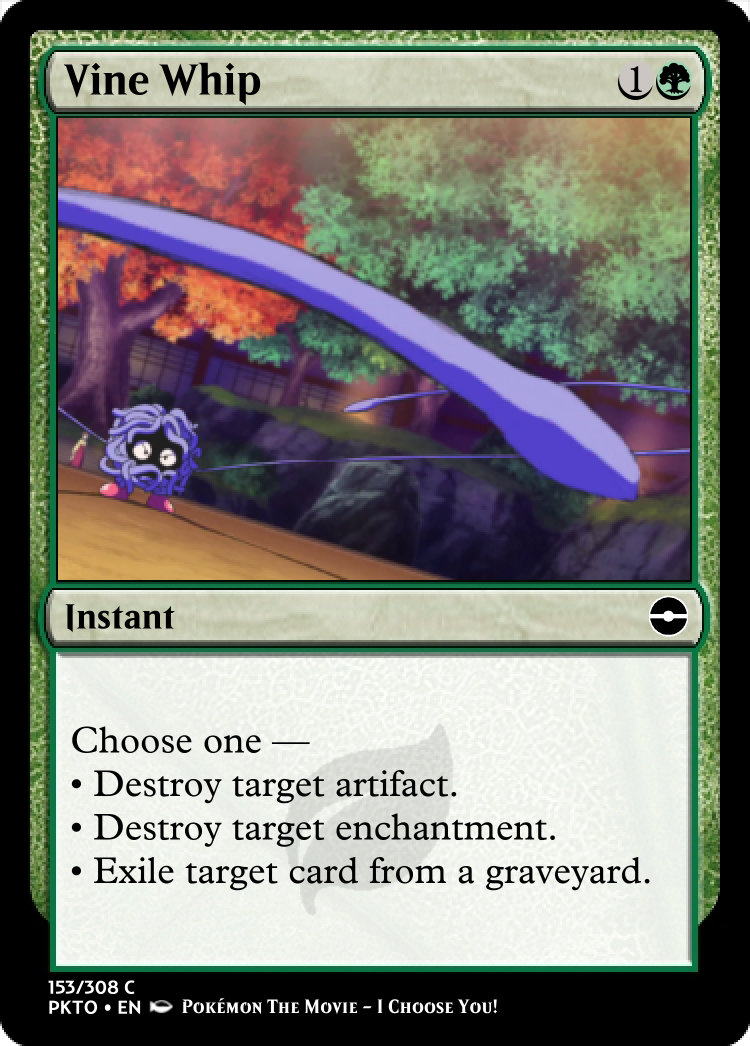 Vine Whip 1
Instant
Choose one —
• Destroy target artifact.
• Destroy target enchantment.
• Exile target card from a graveyard.
153/308 C
PKTO • EN Pokémon The Movie – I Choose You!